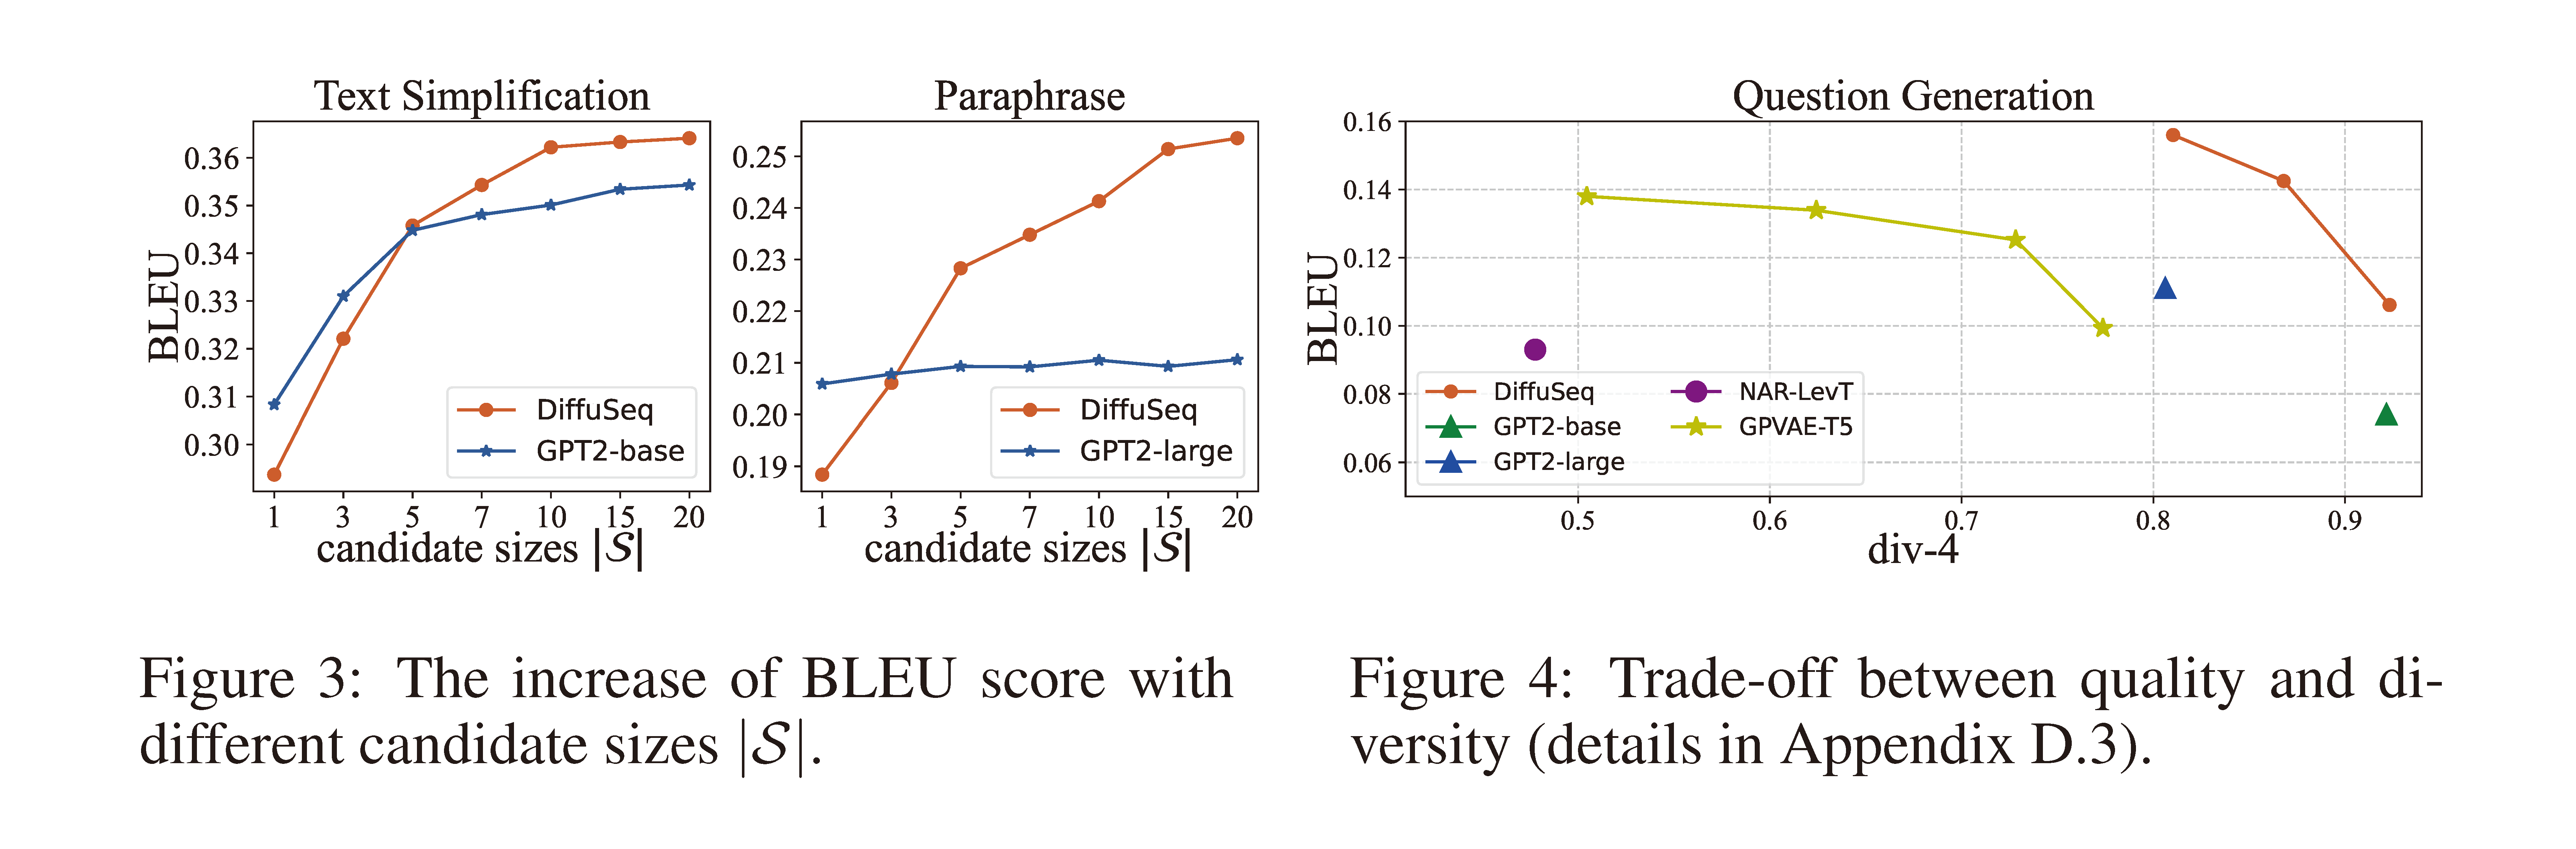 Text Simplification
BLEU
0.36
0.35
0.34
0.33
0.32
0.31
0.30
DiffuSeq
GPT2-base
1 3 5 7 10 15 20
candidate sizes |𝒮|
Paraphrase
0.25
0.24
0.23
0.22
0.21
0.20
0.19
DiffuSeq
GPT2-large
1 3 5 7 10 15 20
candidate sizes |𝒮|
Question Generation
BLEU
0.16
0.14
0.12
0.10
0.08
0.06
DiffuSeq
GPT2-base
GPT2-large
NAR-LevT
GPVAE-T5
0.5 0.6 0.7 0.8 0.9
div-4
Figure 3: The increase of BLEU score with
different candidate sizes |𝒮|.
Figure 4: Trade-off between quality and di-
versity (details in Appendix D.3).